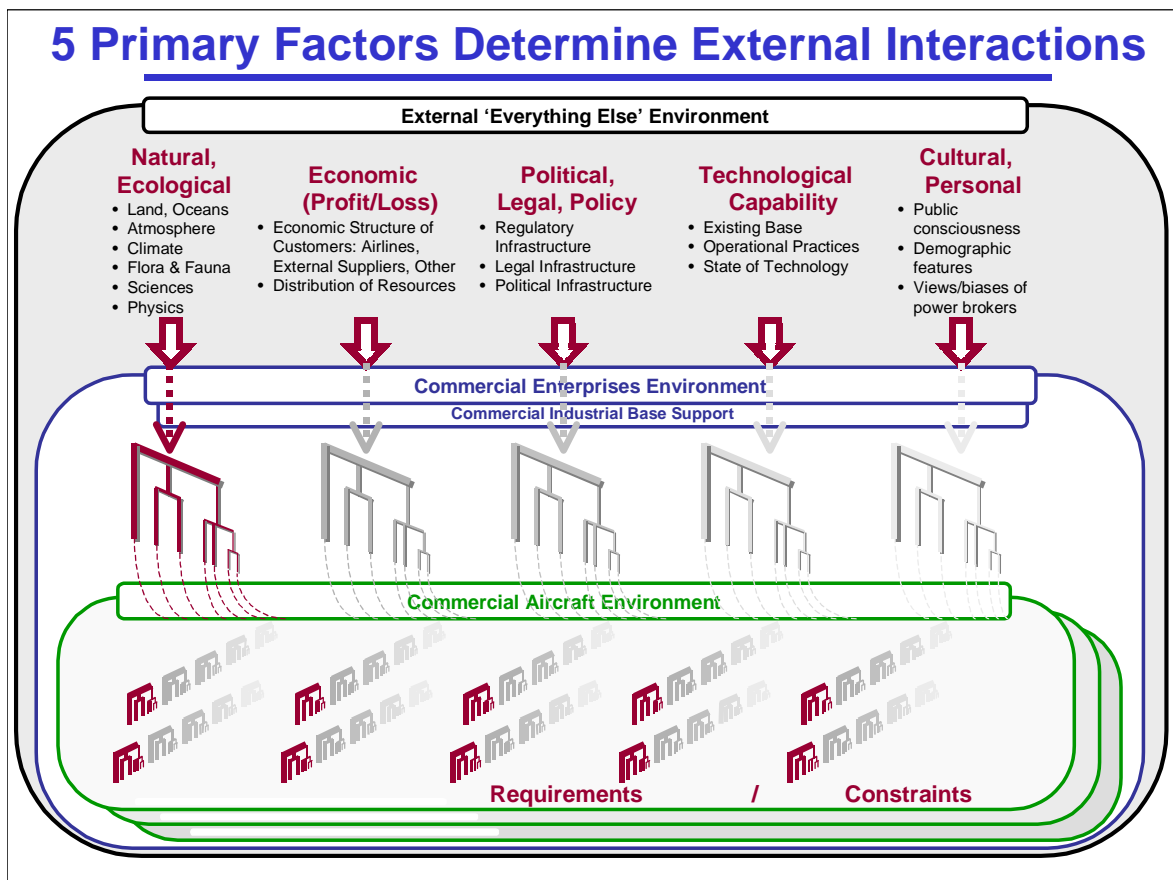 5 Primary Factors Determine External Interactions
External ‘Everything Else’ Environment
Natural,
Ecological
• Land, Oceans
• Atmosphere
• Climate
• Flora & Fauna
• Sciences
• Physics
Economic
(Profit/Loss)
• Economic Structure of
Customers: Airlines,
External Suppliers, Other
• Distribution of Resources
Political,
Legal, Policy
• Regulatory
Infrastructure
• Legal Infrastructure
• Political Infrastructure
Technological
Capability
• Existing Base
• Operational Practices
• State of Technology
Cultural,
Personal
• Public
consciousness
• Demographic
features
• Views/biases of
power brokers
Commercial Enterprises Environment
Commercial Industrial Base Support
Commercial Aircraft Environment
Requirements / Constraints